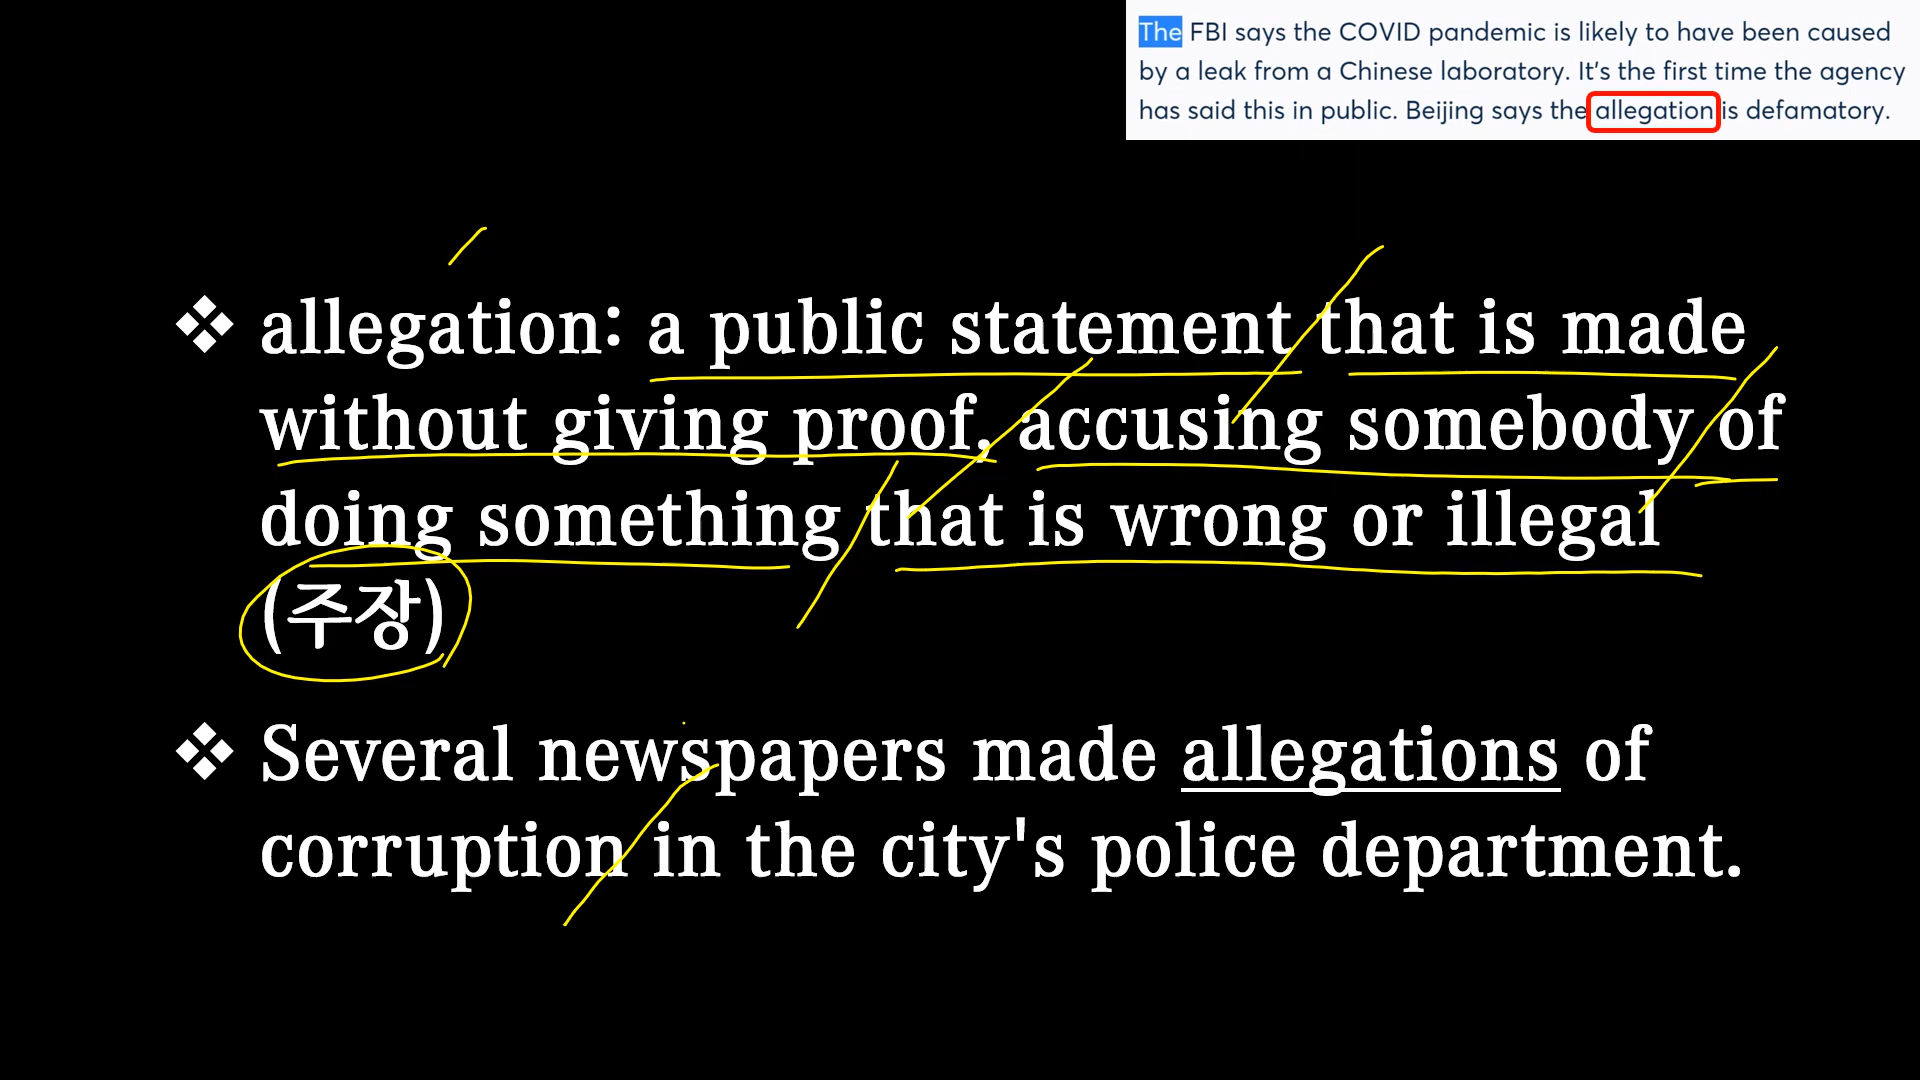 The FBI says the COVID pandemic is likely to have been caused
by a leak from a Chinese laboratory. It's the first time the agency
has said this in public. Beijing says the allegation is defamatory.
❖ allegation: a public statement that is made
without giving proof, accusing somebody of
doing something that is wrong or illegal
(주장)
❖ Several newspapers made allegations of
corruption in the city's police department.